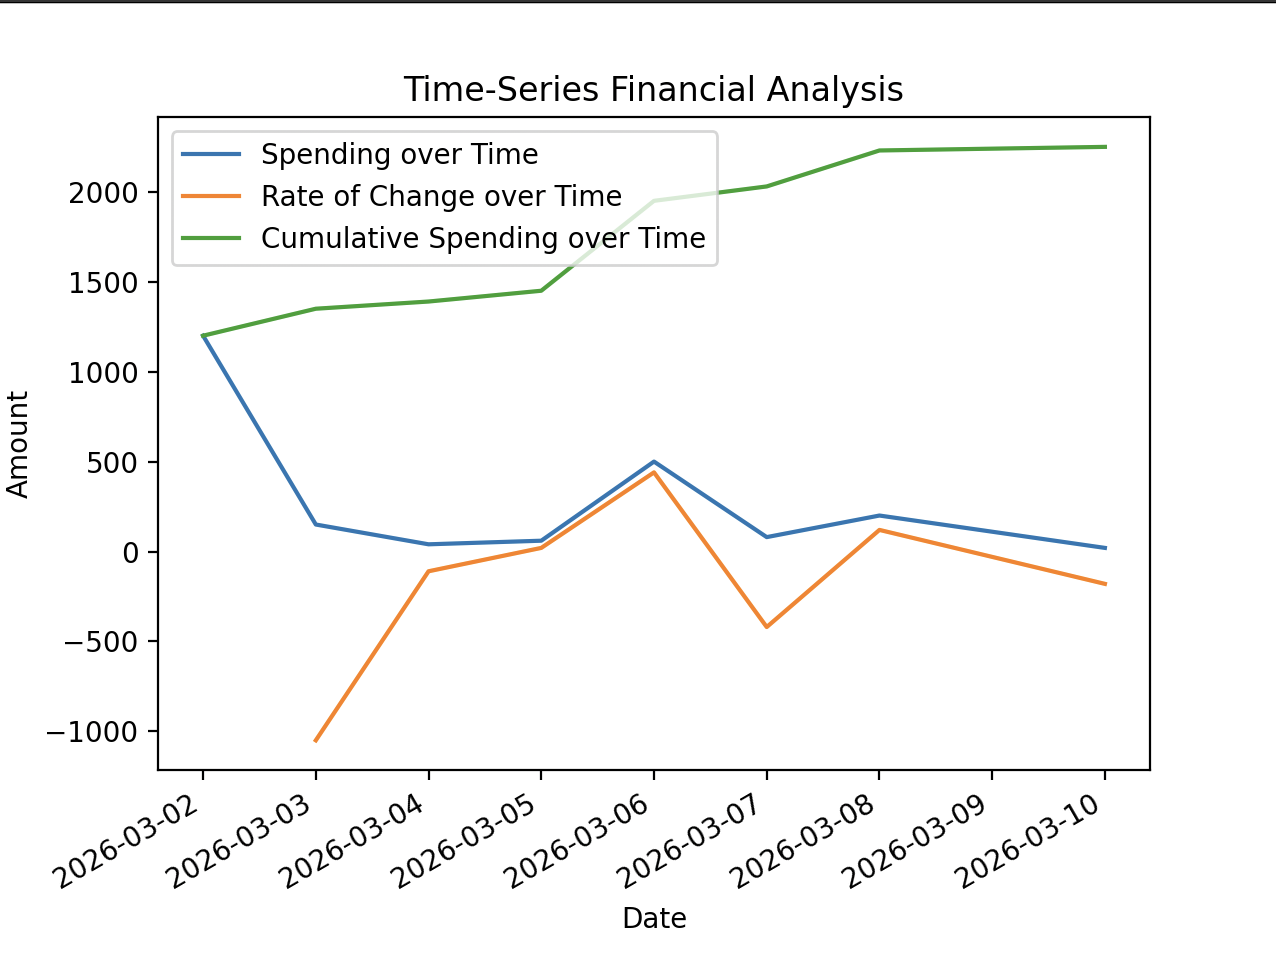 Time-Series Financial Analysis
Spending over Time
Rate of Change over Time
Cumulative Spending over Time
2000
1500
1000
500
0
−500
−1000
Amount
2026-03-02
2026-03-03
2026-03-04
2026-03-05
2026-03-06
2026-03-07
2026-03-08
2026-03-09
2026-03-10
Date